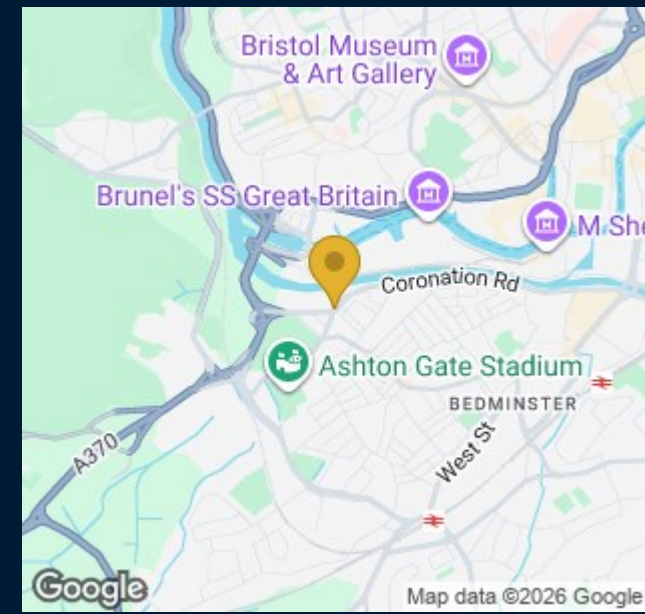 Bristol Museum
& Art Gallery
Brunel's SS Great Britain
M She
Coronation Rd
Ashton Gate Stadium
BEDMINSTER
West St
A370
Google
Map data ©2026 Google